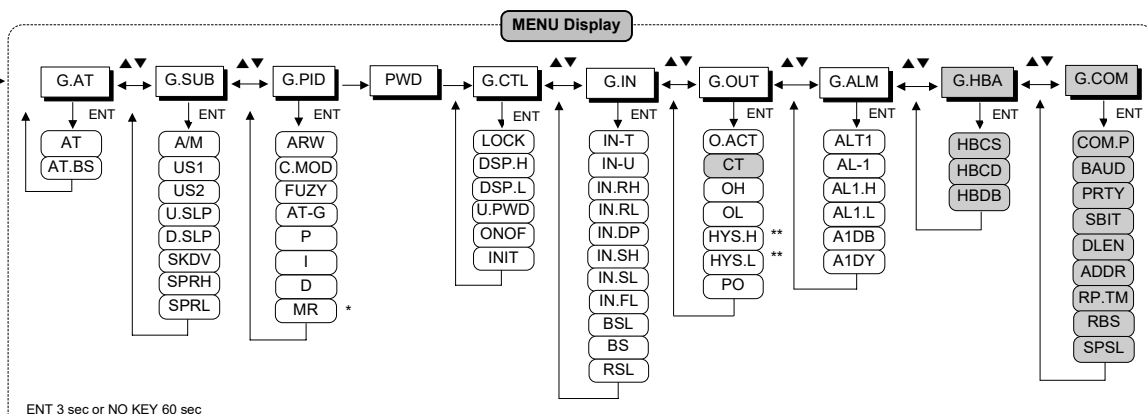 MENU Display
▲▼ ▲▼ ▲▼ ▲▼ ▲▼ ▲▼ ▲▼
G.AT G.SUB G.PID PWD G.CTL G.IN G.OUT G.ALM G.HBA G.COM
ENT ENT ENT ENT ENT ENT ENT ENT ENT
AT
AT.BS
A/M
US1
US2
U.SLP
D.SLP
SKDV
SPRH
SPRL
ARW
C.MOD
FUZY
AT-G
P
I
D
MR *
LOCK
DSP.H
DSP.L
U.PWD
ONOF
INIT
IN-T
IN-U
IN.RH
IN.RL
IN.DP
IN.SH
IN.SL
IN.FL
BSL
BS
RSL
O.ACT
CT
OH
OL
HYS.H **
HYS.L **
PO
ALT1
AL-1
AL1.H
AL1.L
A1DB
A1DY
HBCS
HBCD
HBDB
COM.P
BAUD
PRTY
SBIT
DLEN
ADDR
RP.TM
RBS
SPSL
ENT 3 sec or NO KEY 60 sec